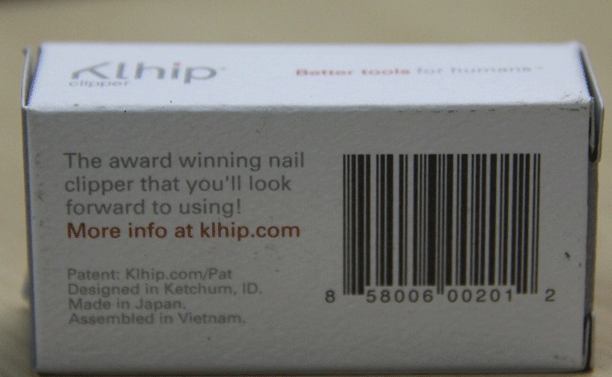 Klhip
clipper
Better tools for humans™
The award winning nail
clipper that you'll look
forward to using!
More info at klhip.com
Patent: Klhip.com/Pat
Designed in Ketchum, ID.
Made in Japan.
Assembled in Vietnam.
8 58006 00201 2